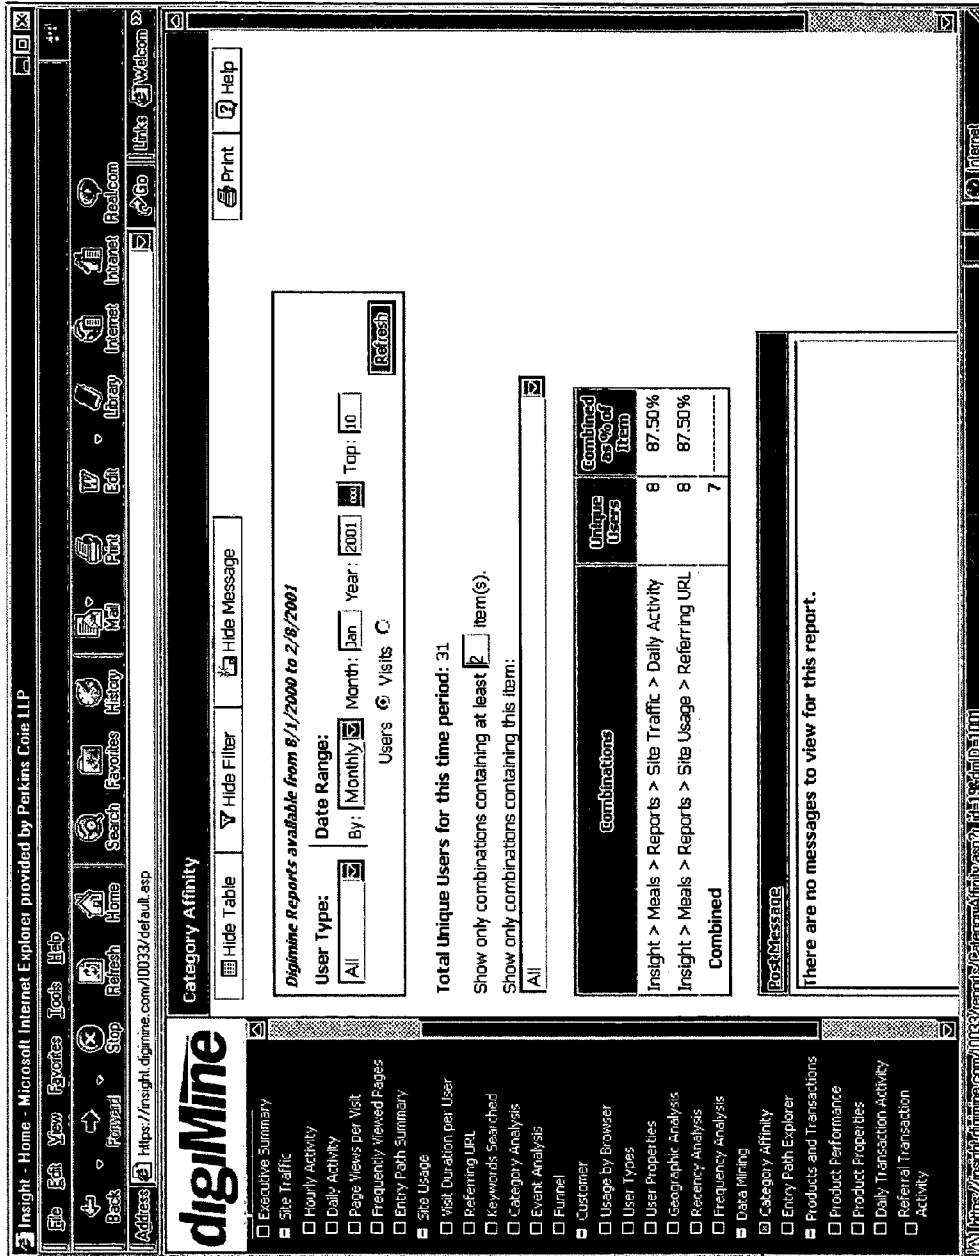 Insight - Home - Microsoft Internet Explorer provided by Perkins Coie LLP
File Edit View Favorites Tools Help
Back Forward Stop Refresh Home Search Favorites History Mail Print Edit Library Internet Intranet Real.com
Address https://insight.digimine.com/10033/default.asp Go Links Welcom »
digiMine
Executive Summary
Site Traffic
Hourly Activity
Daily Activity
Page Views per Visit
Frequently Viewed Pages
Entry Path Summary
Site Usage
Visit Duration per User
Referring URL
Keywords Searched
Category Analysis
Event Analysis
Funnel
Customer
Usage by Browser
User Types
User Properties
Geographic Analysis
Recency Analysis
Frequency Analysis
Data Mining
Category Affinity
Entry Path Explorer
Products and Transactions
Product Performance
Product Properties
Daily Transaction Activity
Referral Transaction
Activity
Category Affinity
Hide Table Hide Filter Hide Message Print Help
Digimine Reports available from 8/1/2000 to 2/8/2001
User Type: Date Range:
All By: Monthly Month: Jan Year: 2001 Top: 10
Users Visits
Refresh
Total Unique Users for this time period: 31
Show only combinations containing at least 2 item(s).
Show only combinations containing this item:
All
Combinations Unique Users Combined as % of Item
Insight > Meals > Reports > Site Traffic > Daily Activity 8 87.50%
Insight > Meals > Reports > Site Usage > Referring URL 8 87.50%
Combined 7 ----------
Post Message
There are no messages to view for this report.
Internet